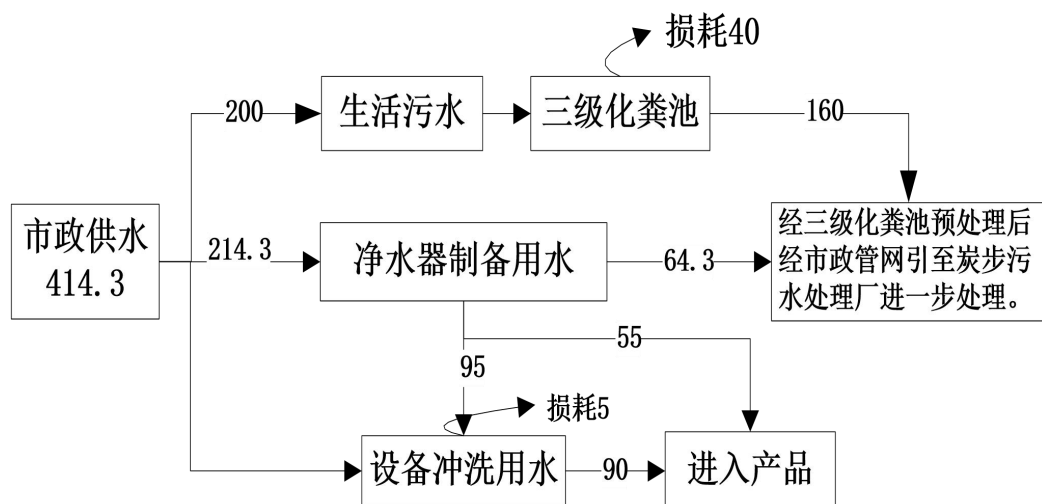 损耗40
200
生活污水
三级化粪池
160
市政供水
414.3
214.3
净水器制备用水
64.3
经三级化粪池预处理后
经市政管网引至炭步污
水处理厂进一步处理。
95
55
损耗5
设备冲洗用水
90
进入产品